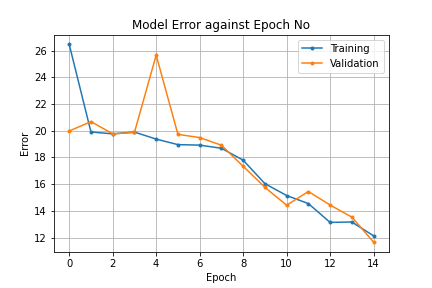 Model Error against Epoch No
Training
Validation
26
24
22
20
18
16
14
12
Error
0 2 4 6 8 10 12 14
Epoch